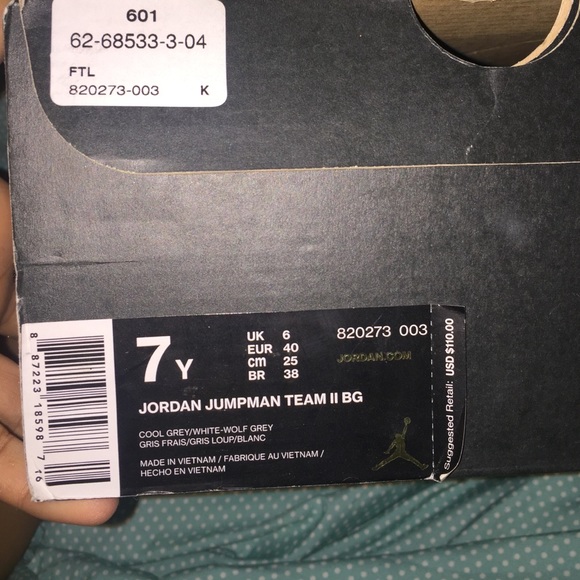 601
62-68533-3-04
FTL
820273-003 K
7 Y
UK 6
EUR 40
cm 25
BR 38
820273 003
JORDAN.COM
JORDAN JUMPMAN TEAM II BG
COOL GREY/WHITE-WOLF GREY
GRIS FRAIS/GRIS LOUP/BLANC
MADE IN VIETNAM / FABRIQUE AU VIETNAM /
HECHO EN VIETNAM
Suggested Retail: USD $110.00
8 87223 18598 7 16